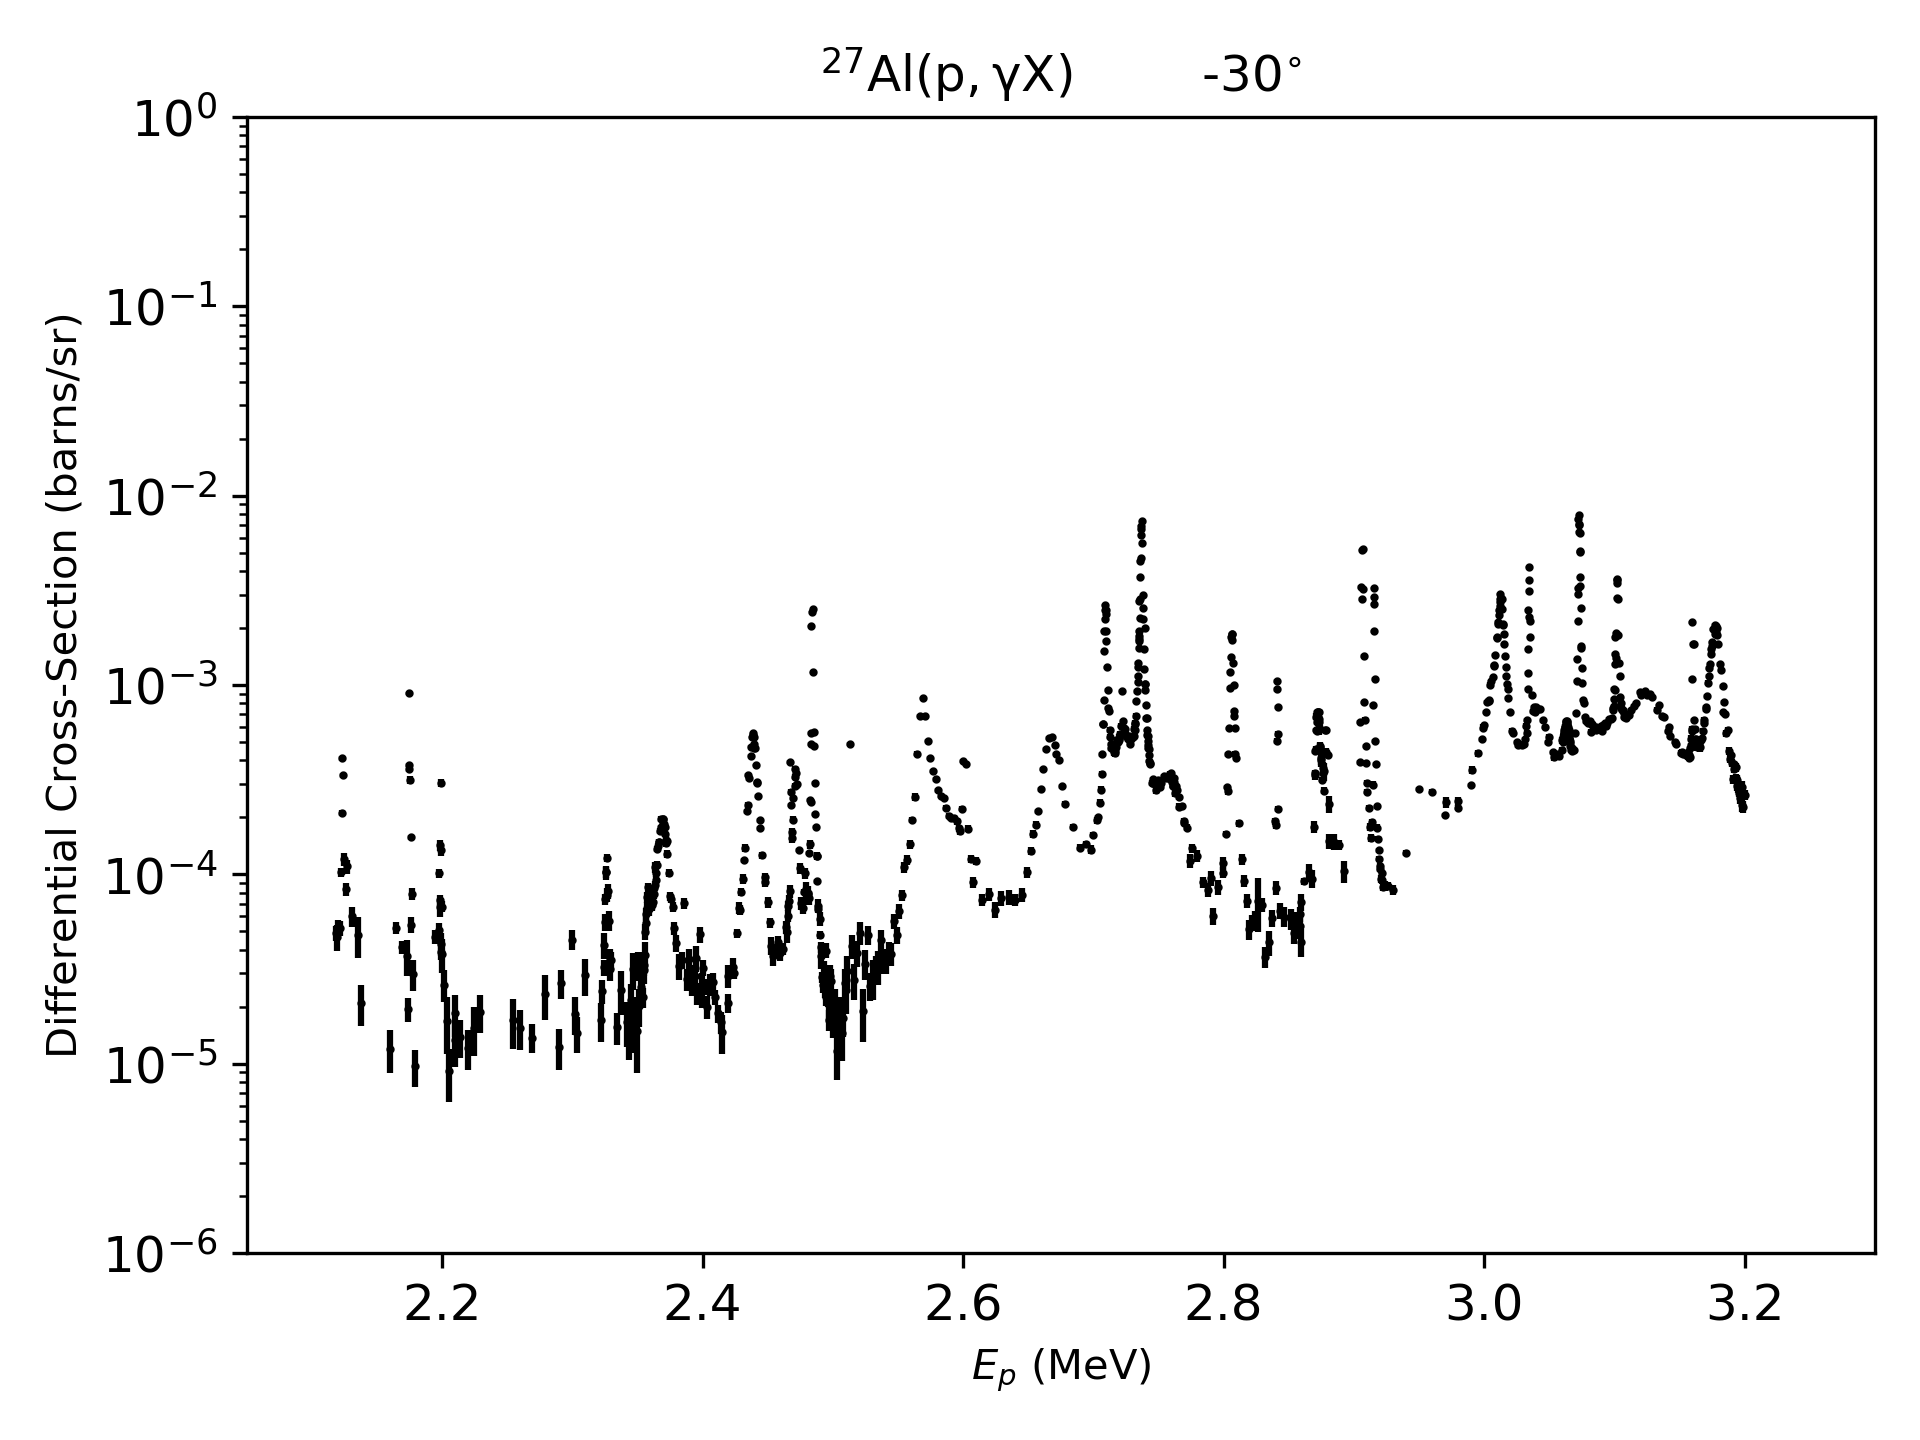 ²⁷Al(p, γX) -30°
10⁰
10⁻¹
10⁻²
10⁻³
10⁻⁴
10⁻⁵
10⁻⁶
Differential Cross-Section (barns/sr)
2.2 2.4 2.6 2.8 3.0 3.2
Eₚ (MeV)